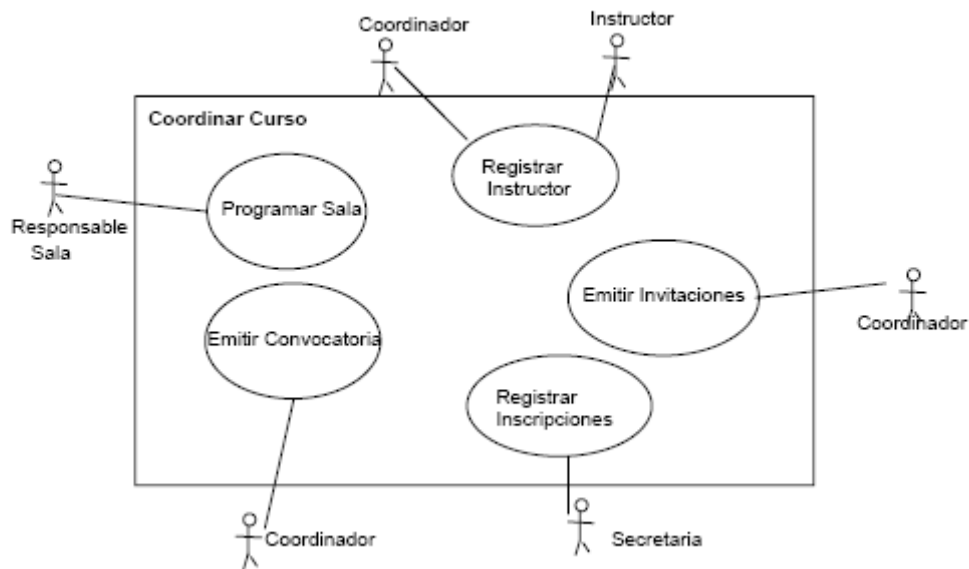 Coordinador
Instructor
Coordinar Curso
Registrar
Instructor
Programar Sala
Responsable
Sala
Emitir Invitaciones
Coordinador
Emitir Convocatoria
Registrar
Inscripciones
Coordinador
Secretaria